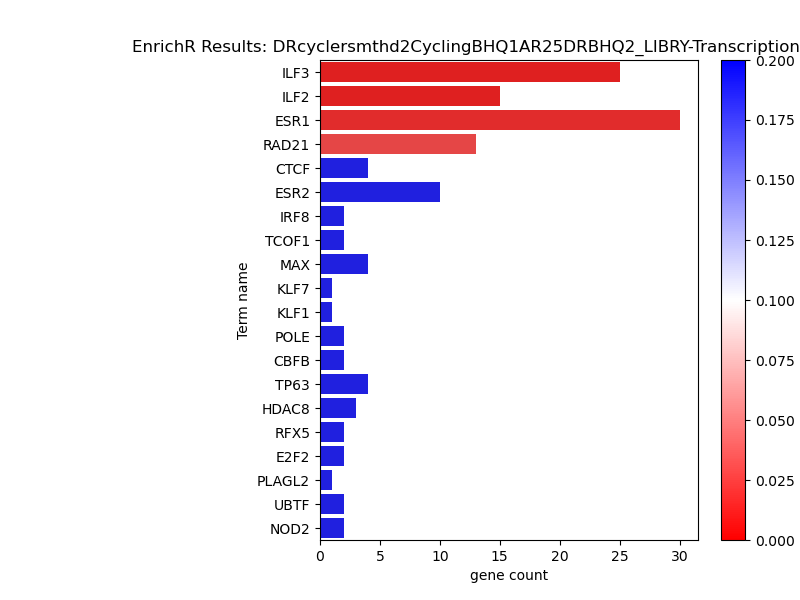 EnrichR Results: DRcyclersmthd2CyclingBHQ1AR25DRBHQ2_LIBRY-Transcription
Term name
ILF3
ILF2
ESR1
RAD21
CTCF
ESR2
IRF8
TCOF1
MAX
KLF7
KLF1
POLE
CBFB
TP63
HDAC8
RFX5
E2F2
PLAGL2
UBTF
NOD2
0 5 10 15 20 25 30
gene count
0.200
0.175
0.150
0.125
0.100
0.075
0.050
0.025
0.000